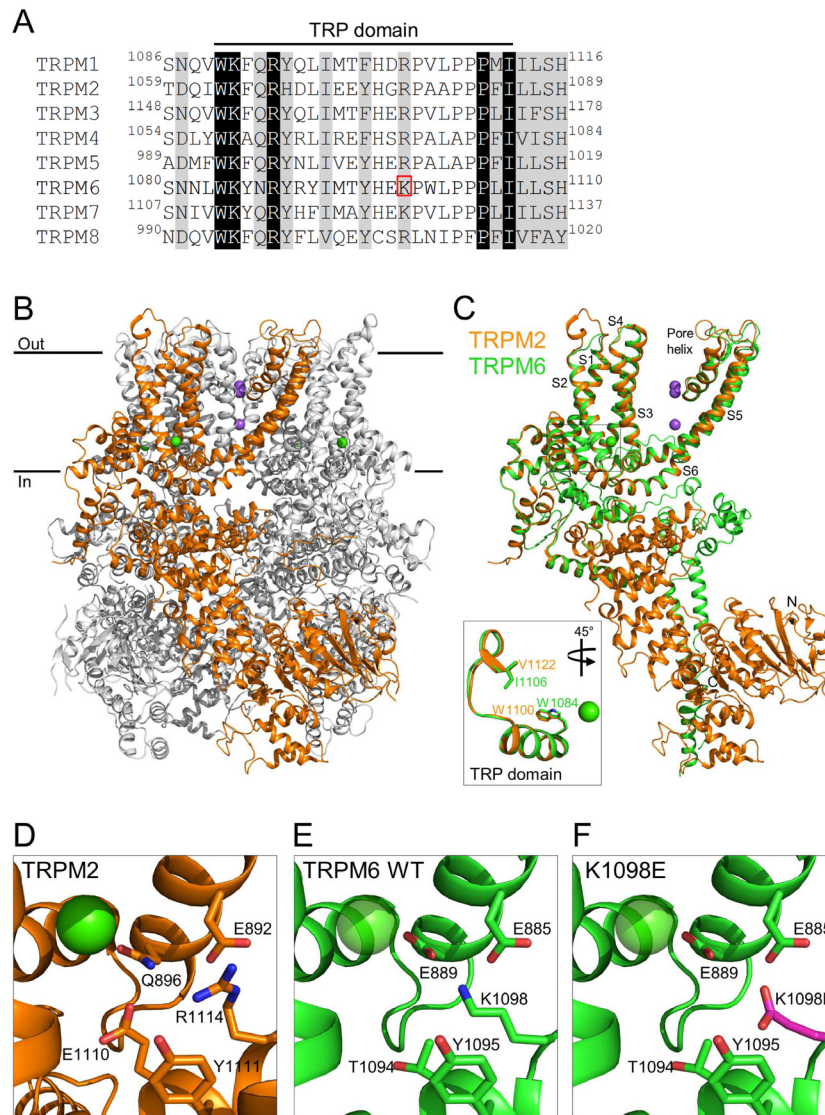 A
TRP domain
TRPM1 1086 SNQVWKFQRYQLIMTFHDRPVLPPPMIILSH 1116
TRPM2 1059 TDQIWKFQRHDLIEEYHGRPAAPPPFILLSH 1089
TRPM3 1148 SNQVWKFQRYQLIMTFHERPVLPPPLIIFSH 1178
TRPM4 1054 SDLYWKAQRYRLIREFHSRPALAPPFIVISH 1084
TRPM5 989 ADMFWKFQRYNLIVEYHERPALAPPFILLSH 1019
TRPM6 1080 SNNLWKYNRYRYIMTYHEKPWLPPPLILLSH 1110
TRPM7 1107 SNIVWKYQRYHFIMAYHEKPVLPPPLIILSH 1137
TRPM8 990 NDQVWKFQRYFLVQEYCSRLNIPFPFIVFAY 1020
B
Out
In
C
TRPM2
TRPM6
S4
S1
S2
S3
Pore
helix
S5
S6
N
C
45°
V1122
I1106
W1100
W1084
TRP domain
D
TRPM2
E892
Q896
R1114
E1110
Y1111
E
TRPM6 WT
E885
E889
K1098
T1094
Y1095
F
K1098E
E885
E889
K1098E
T1094
Y1095